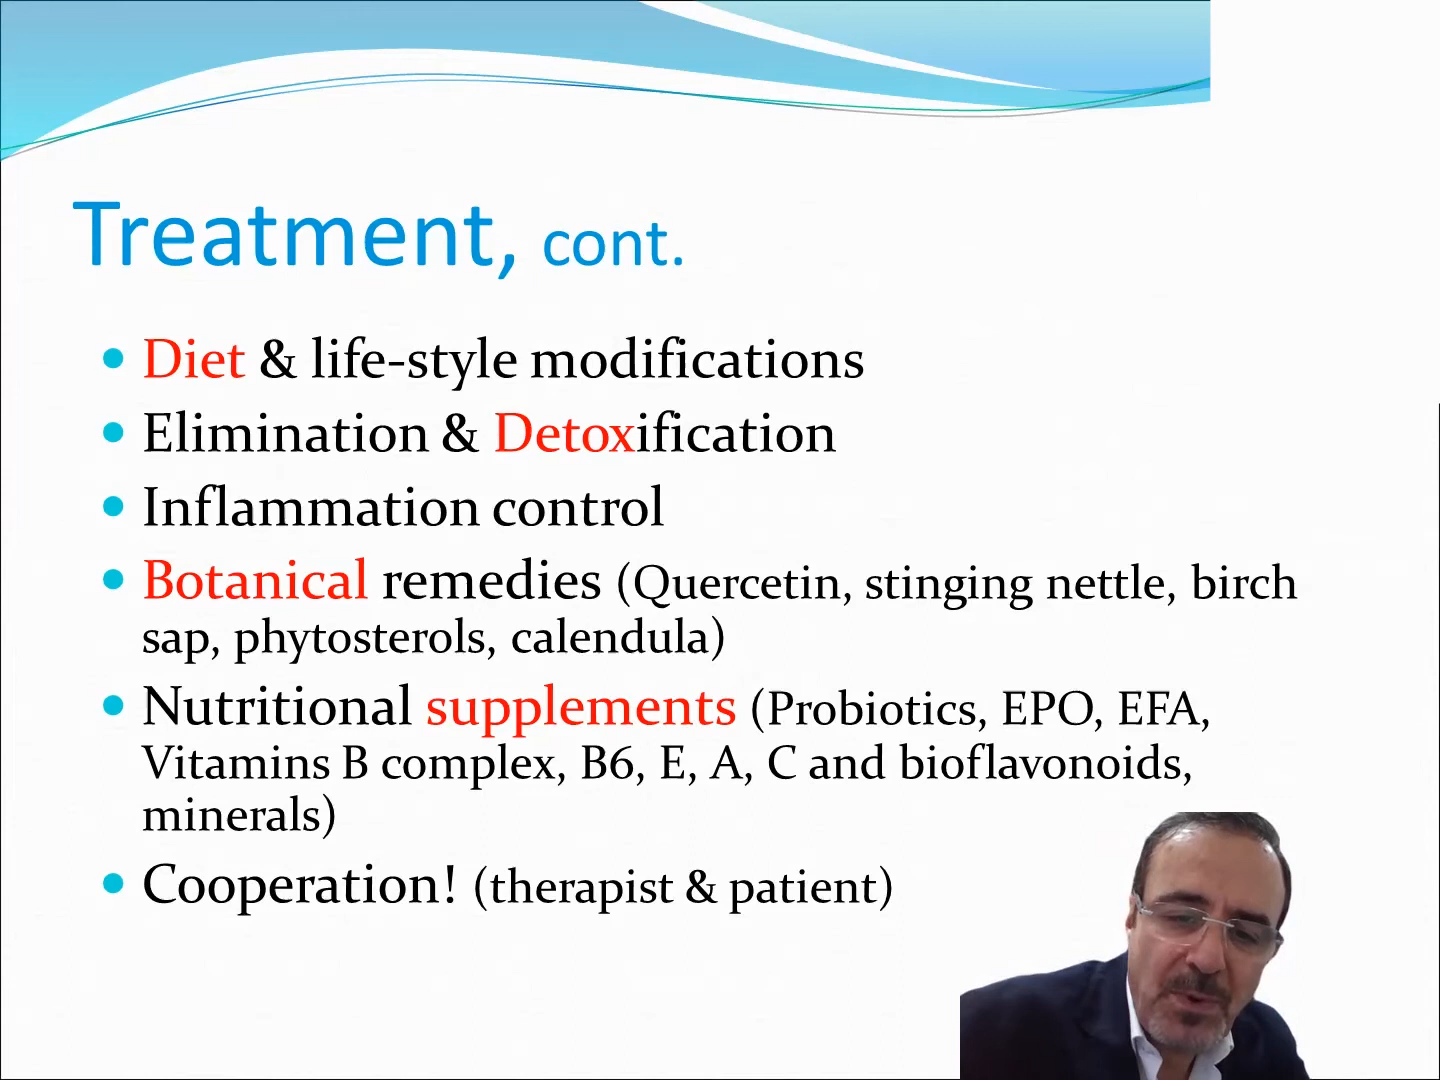 Treatment, cont.
• Diet & life-style modifications
• Elimination & Detoxification
• Inflammation control
• Botanical remedies (Quercetin, stinging nettle, birch
sap, phytosterols, calendula)
• Nutritional supplements (Probiotics, EPO, EFA,
Vitamins B complex, B6, E, A, C and bioflavonoids,
minerals)
• Cooperation! (therapist & patient)